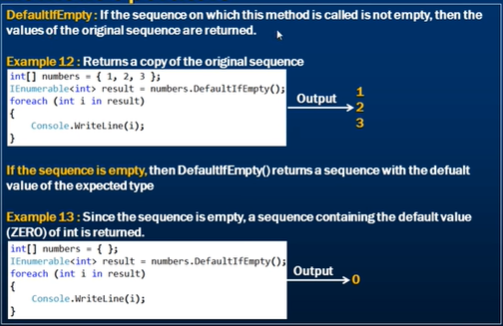 DefaultIfEmpty : If the sequence on which this method is called is not empty, then the
values of the original sequence are returned.
Example 12 : Returns a copy of the original sequence
int[] numbers = { 1, 2, 3 };
IEnumerable<int> result = numbers.DefaultIfEmpty();
foreach (int i in result)
{
    Console.WriteLine(i);
}
Output
1
2
3
If the sequence is empty, then DefaultIfEmpty() returns a sequence with the defualt
value of the expected type
Example 13 : Since the sequence is empty, a sequence containing the default value
(ZERO) of int is returned.
int[] numbers = { };
IEnumerable<int> result = numbers.DefaultIfEmpty();
foreach (int i in result)
{
    Console.WriteLine(i);
}
Output
0